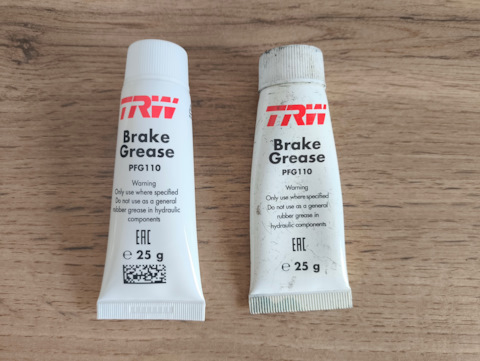 TRW
Brake
Grease
PFG110
Warning
Only use where specified
Do not use as a general
rubber grease in hydraulic
components
EAC
℮ 25 g
TRW
Brake
Grease
PFG110
Warning
Only use where specified
Do not use as a general
rubber grease in
hydraulic components
EAC
℮ 25 g